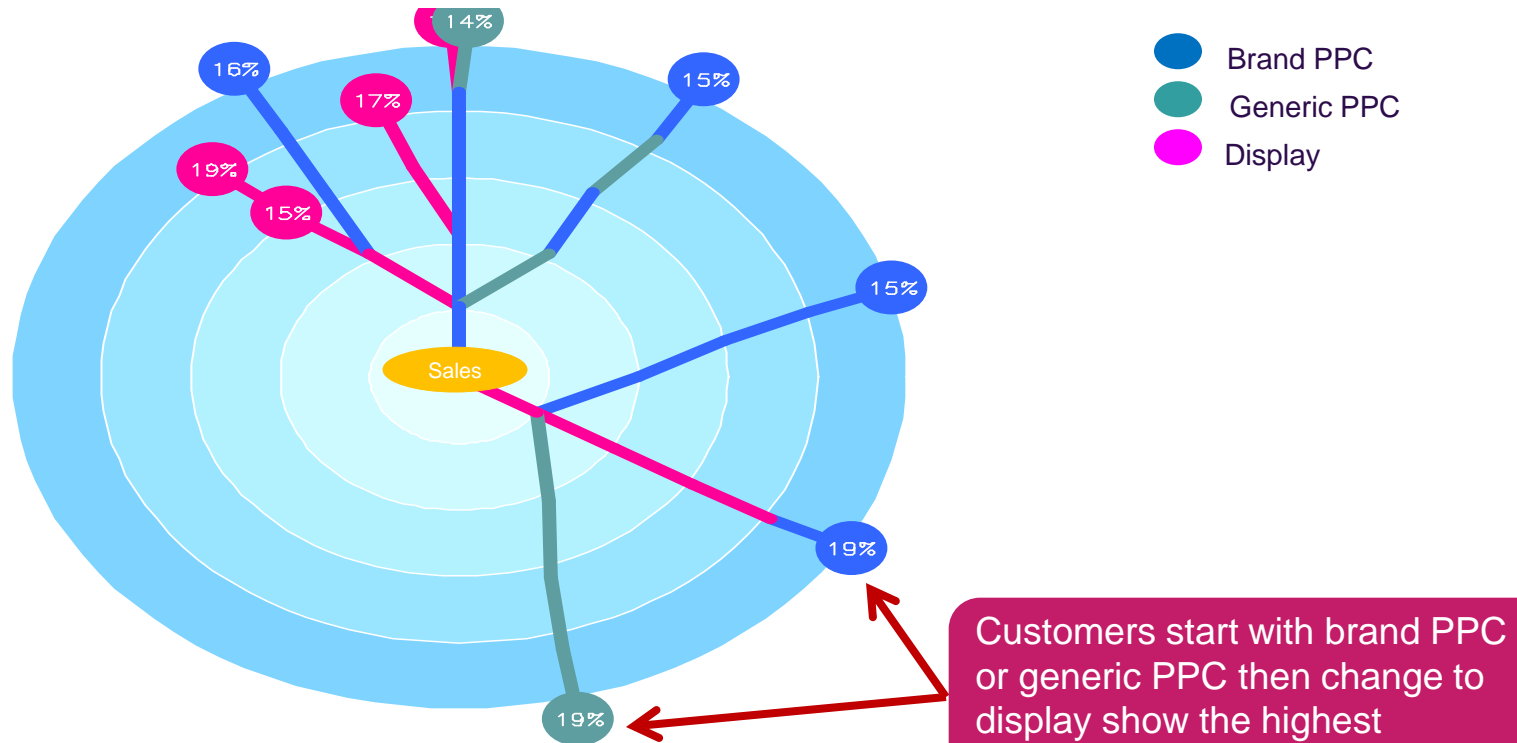 14%
16%
15%
17%
19%
15%
15%
Sales
19%
19%
Brand PPC
Generic PPC
Display
Customers start with brand PPC
or generic PPC then change to
display show the highest